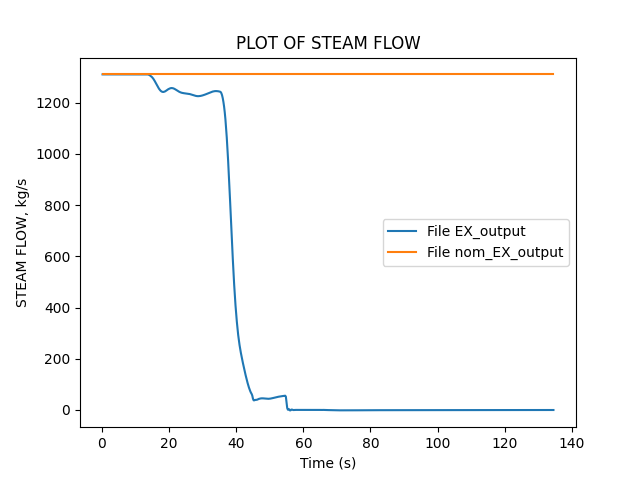 PLOT OF STEAM FLOW
STEAM FLOW, kg/s
1200
1000
800
600
400
200
0
File EX_output
File nom_EX_output
0 20 40 60 80 100 120 140
Time (s)